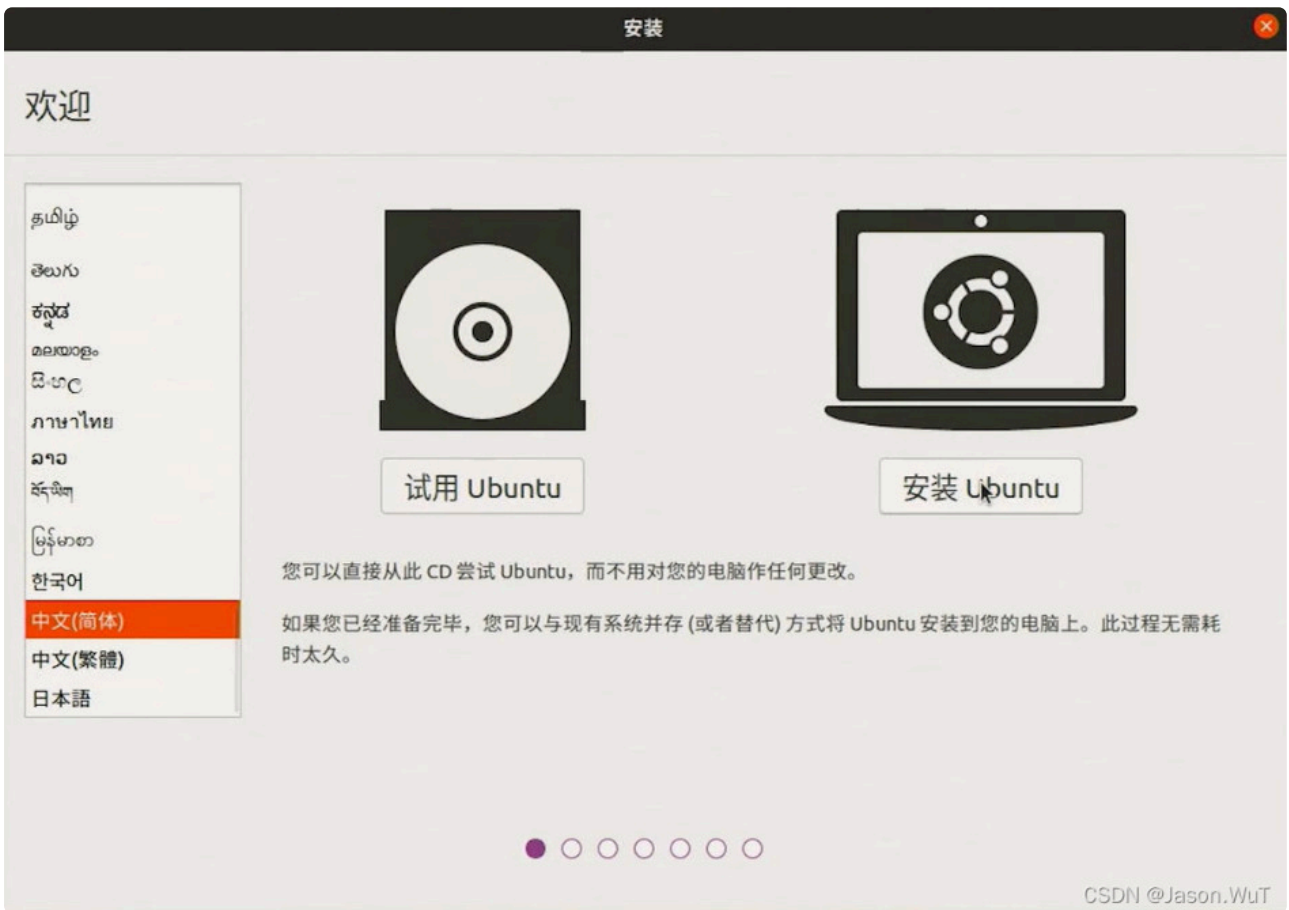 安装
欢迎
தமிழ்
తెలుగు
ಕನ್ನಡ
മലയാളം
සිංහල
ภาษาไทย
ລາວ
རྫོང་ཁ
မြန်မာစာ
한국어
中文(简体)
中文(繁體)
日本語
试用 Ubuntu
安装 Ubuntu
您可以直接从此 CD 尝试 Ubuntu，而不用对您的电脑作任何更改。
如果您已经准备完毕，您可以与现有系统并存 (或者替代) 方式将 Ubuntu 安装到您的电脑上。此过程无需耗
时太久。
CSDN @Jason.WuT